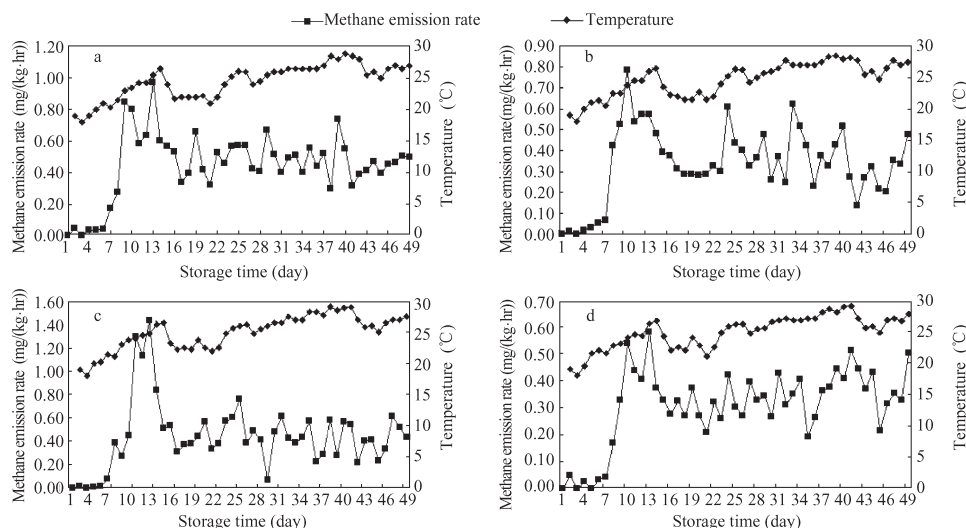 Methane emission rate Temperature
a
Methane emission rate (mg/(kg·hr))
1.20
1.00
0.80
0.60
0.40
0.20
0.00
30
25
20
15
10
5
0
Temperature (℃)
1 4 7 10 13 16 19 22 25 28 31 34 37 40 43 46 49
Storage time (day)
b
Methane emission rate(mg/(kg·hr))
0.90
0.80
0.70
0.60
0.50
0.40
0.30
0.20
0.10
0.00
30
25
20
15
10
5
0
Temperature (℃)
1 4 7 10 13 16 19 22 25 28 31 34 37 40 43 46 49
Storage time (day)
c
Methane emission rate (mg/(kg·hr))
1.60
1.40
1.20
1.00
0.80
0.60
0.40
0.20
0.00
30
25
20
15
10
5
0
Temperature (℃)
1 4 7 10 13 16 19 22 25 28 31 34 37 40 43 46 49
Storage time (day)
d
Methane emission rate (mg/(kg·hr))
0.70
0.60
0.50
0.40
0.30
0.20
0.10
0.00
30
25
20
15
10
5
0
Temperature (℃)
1 4 7 10 13 16 19 22 25 28 31 34 37 40 43 46 49
Storage time (day)